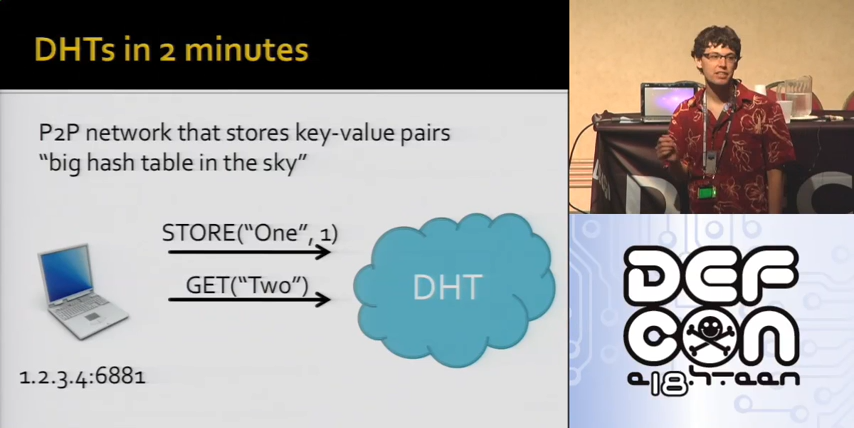 DHTs in 2 minutes
P2P network that stores key-value pairs
“big hash table in the sky”
STORE(“One”, 1)
GET(“Two”)
DHT
1.2.3.4:6881
DEF
CON